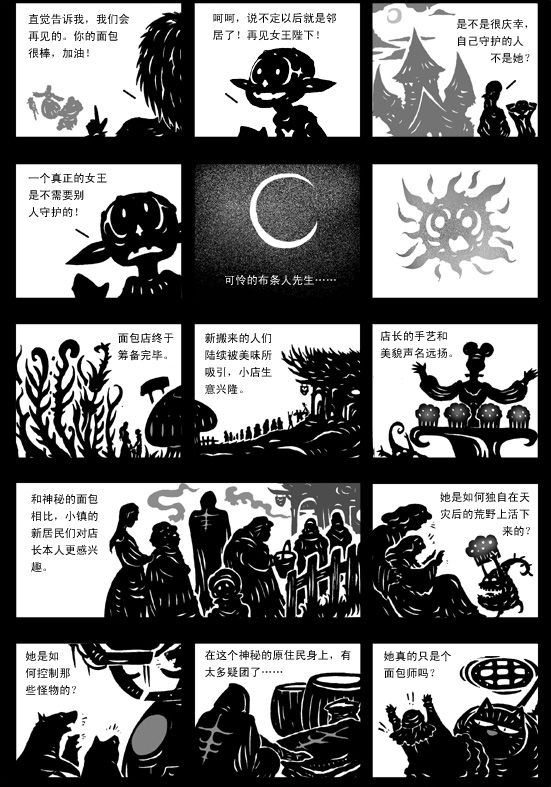 直觉告诉我，我们会
再见的。你的面包
很棒，加油！
呵呵，说不定以后就是邻
居了！再见女王陛下！
是不是很庆幸，
自己守护的人
不是她？
一个真正的女王
是不需要别
人守护的！
可怜的布条人先生……
面包店终于
筹备完毕。
新搬来的人们
陆续被美味所
吸引，小店生
意兴隆。
店长的手艺和
美貌声名远扬。
和神秘的面包
相比，小镇的
新居民们对店
长本人更感兴
趣。
她是如何独自在天
灾后的荒野上活下
来的？
她是如
何控制那
些怪物的？
在这个神秘的原住民身上，有
太多疑团了……
她真的只是个
面包师吗？